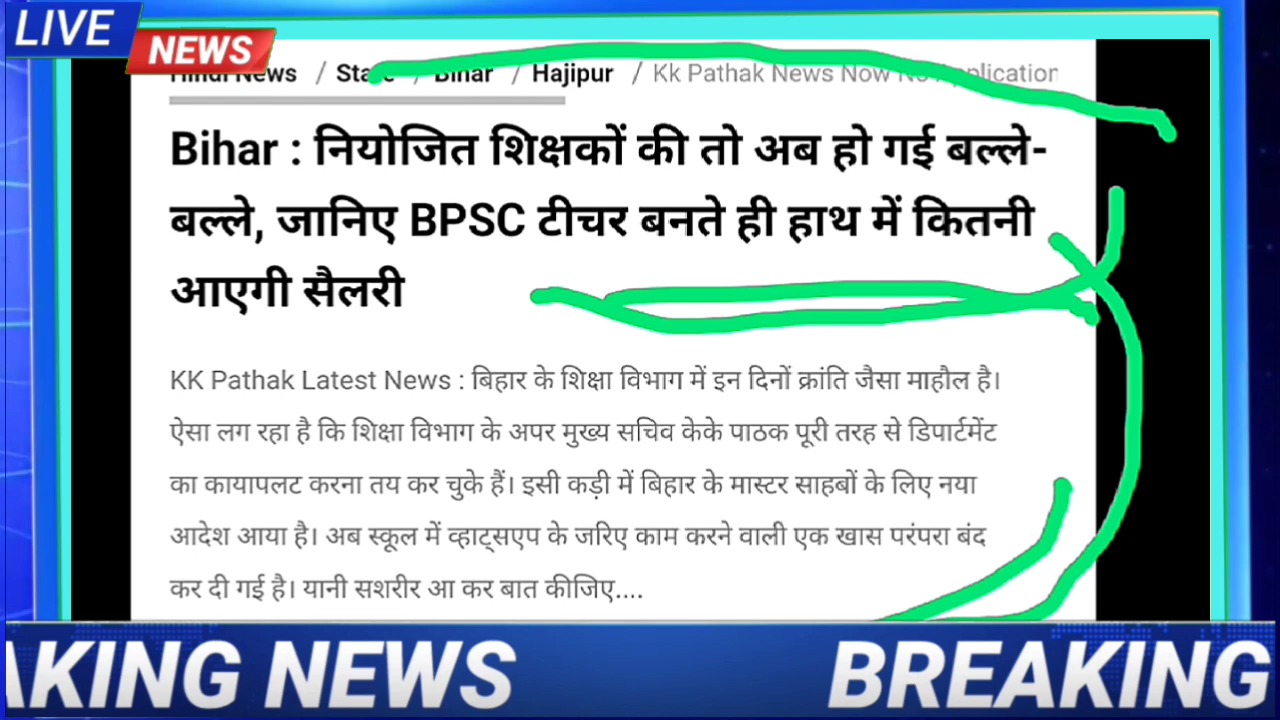 LIVE
NEWS
Hindi News / State / Bihar / Hajipur / Kk Pathak News Now No Application
Bihar : नियोजित शिक्षकों की तो अब हो गई बल्ले-
बल्ले, जानिए BPSC टीचर बनते ही हाथ में कितनी
आएगी सैलरी
KK Pathak Latest News : बिहार के शिक्षा विभाग में इन दिनों क्रांति जैसा माहौल है।
ऐसा लग रहा है कि शिक्षा विभाग के अपर मुख्य सचिव केके पाठक पूरी तरह से डिपार्टमेंट
का कायापलट करना तय कर चुके हैं। इसी कड़ी में बिहार के मास्टर साहबों के लिए नया
आदेश आया है। अब स्कूल में व्हाट्सएप के जरिए काम करने वाली एक खास परंपरा बंद
कर दी गई है। यानी सशरीर आ कर बात कीजिए....
AKING NEWS BREAKING